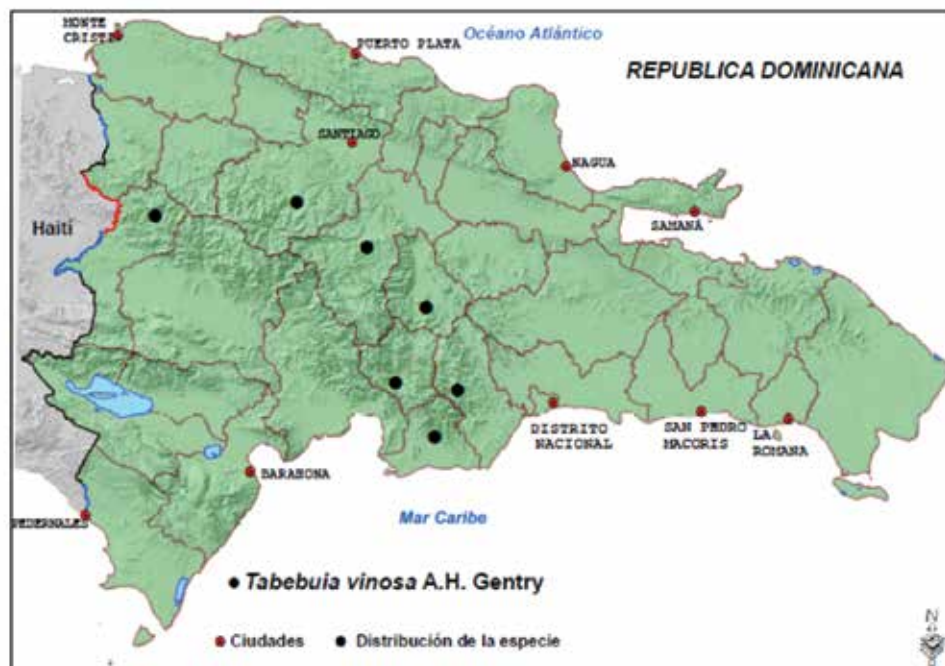 MONTE
CRISTI
Océano Atlántico
PUERTO PLATA
REPUBLICA DOMINICANA
SANTIAGO
NAGUA
SAMANÁ
Haití
DISTRITO
NACIONAL
SAN PEDRO
MACORIS
LA
ROMANA
BARAHONA
PEDERNALES
Mar Caribe
Tabebuia vinosa A.H. Gentry
Ciudades
Distribución de la especie
N